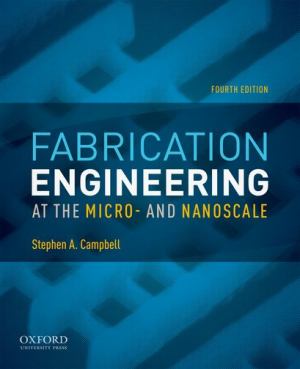 FOURTH EDITION
FABRICATION
ENGINEERING
AT THE MICRO- AND NANOSCALE
Stephen A. Campbell
OXFORD
UNIVERSITY PRESS